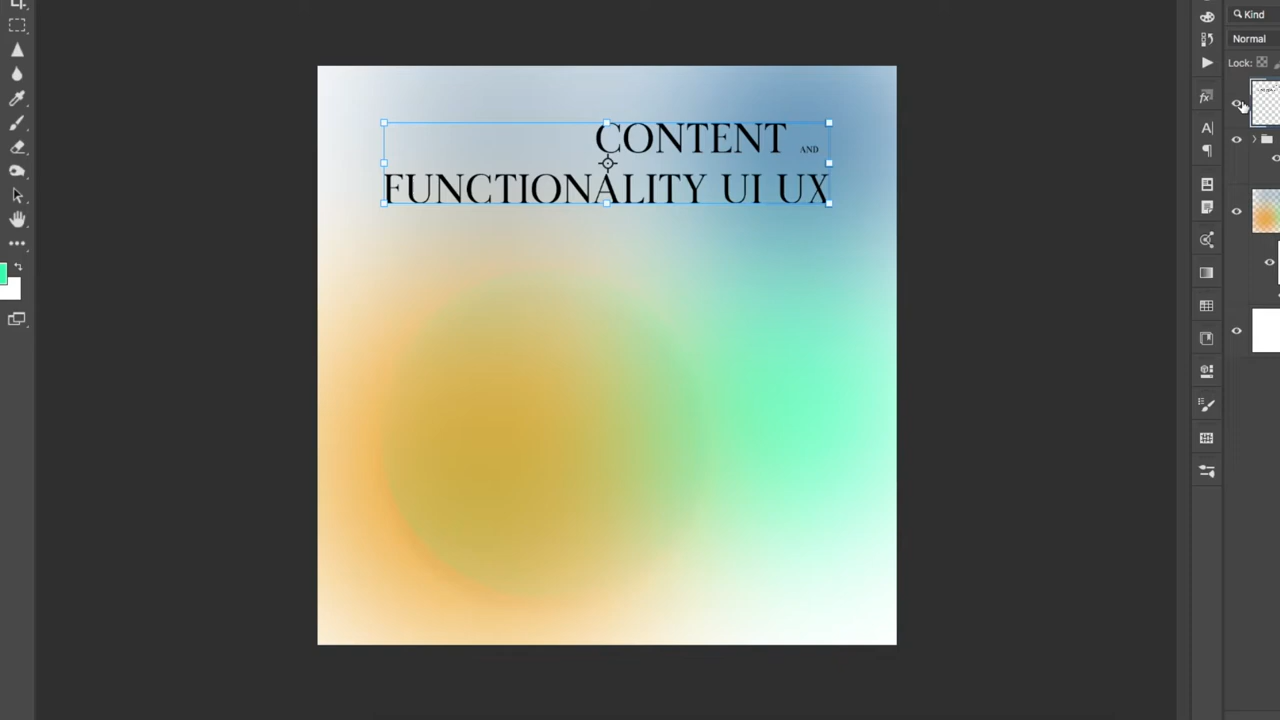 Kind
Normal
Lock:
CONTENT AND
FUNCTIONALITY UI UX